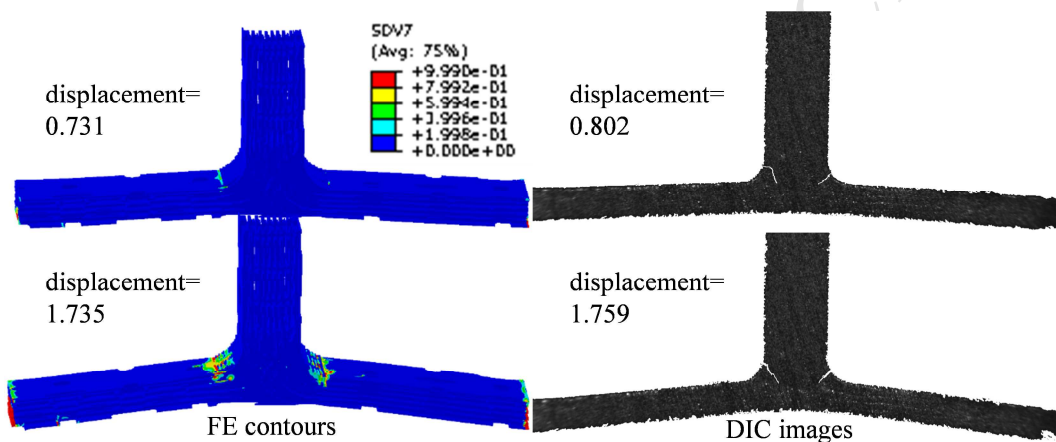 SDV7
(Avg: 75%)
+9.990e-01
+7.992e-01
+5.994e-01
+3.996e-01
+1.998e-01
+0.000e+00
displacement=
0.731
displacement=
0.802
displacement=
1.735
displacement=
1.759
FE contours
DIC images